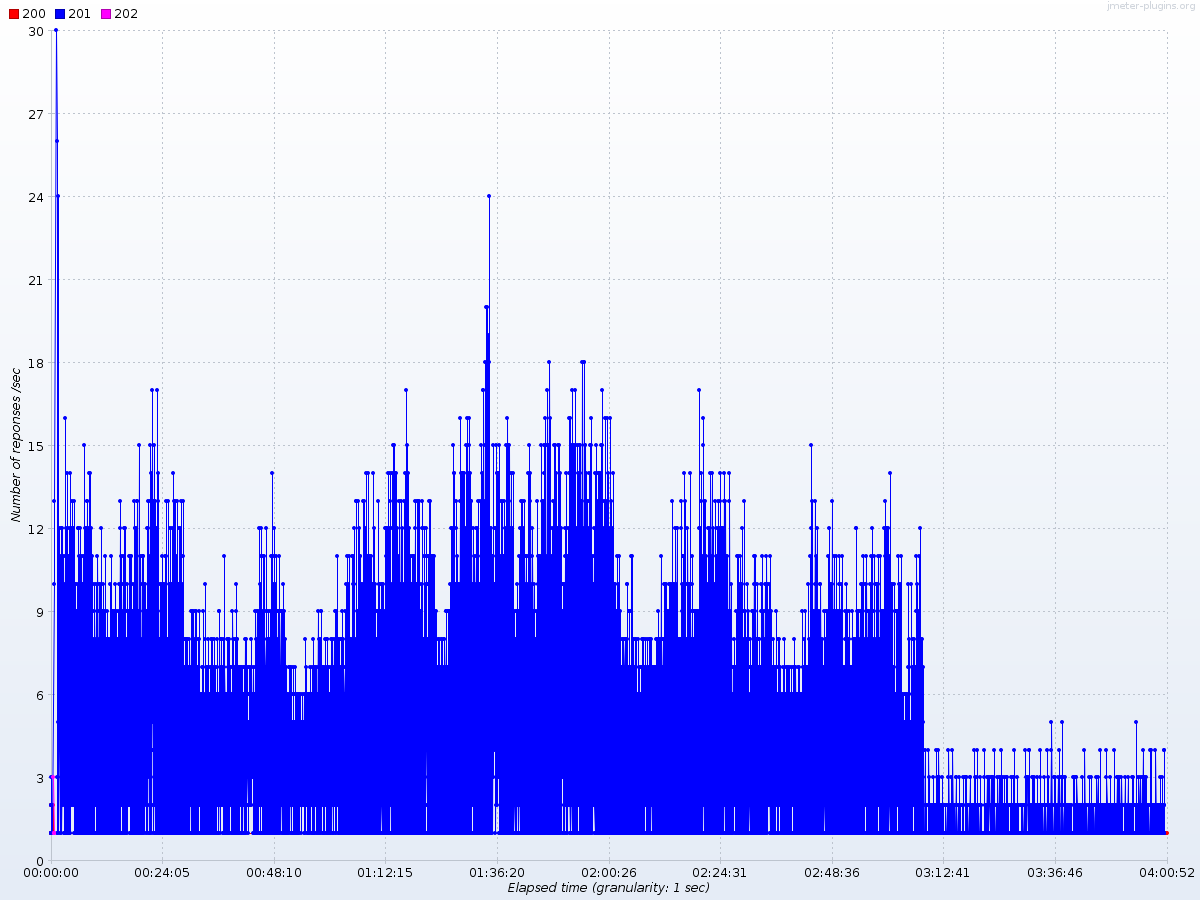 200 201 202
jmeter-plugins.org
30
27
24
21
18
15
12
9
6
3
0
Number of reponses /sec
00:00:00 00:24:05 00:48:10 01:12:15 01:36:20 02:00:26 02:24:31 02:48:36 03:12:41 03:36:46 04:00:52
Elapsed time (granularity: 1 sec)